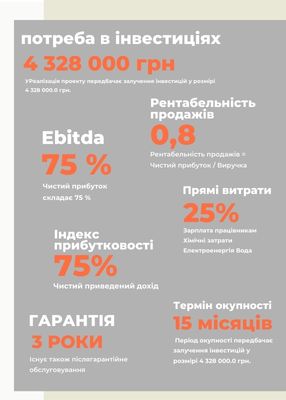 потреба в інвестиціях
4 328 000 грн
УРеалізація проекту передбачає залучення інвестицій у розмірі
4 328 000.0 грн.
Рентабельність
продажів
0,8
Рентабельність продажів =
Чистий прибуток / Виручка
Ebitda
75 %
Чистий прибуток
складає 75 %
Прямі витрати
25%
Зарплата працівникам
Хімічні затрати
Електроенергія Вода
Індекс
прибутковості
75%
Чистий приведений дохід
ГАРАНТІЯ
3 РОКИ
Існує також післягарантійне
обслуговування
Термін окупності
15 місяців
Період окупності передбачає
залучення інвестицій у
розмірі 4 328 000.0 грн.